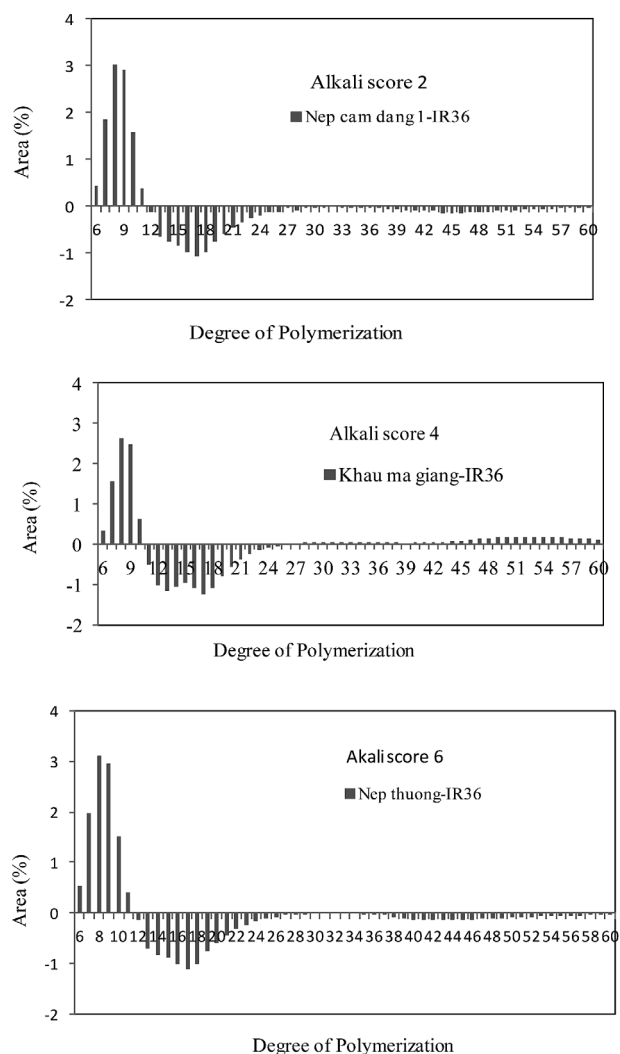 4
Alkali score 2
3
Nep cam dang 1-IR36
2
Area (%)
1
0
6 9 12 15 18 21 24 27 30 33 36 39 42 45 48 51 54 57 60
-1
-2
Degree of Polymerization
4
3
Alkali score 4
2
Khau ma giang-IR36
Area (%)
1
0
6 9 12 15 18 21 24 27 30 33 36 39 42 45 48 51 54 57 60
-1
-2
Degree of Polymerization
4
Akali score 6
3
Nep thuong-IR36
2
Area (%)
1
0
6 8 10 12 14 16 18 20 22 24 26 28 30 32 34 36 38 40 42 44 46 48 50 52 54 56 58 60
-1
-2
Degree of Polymerization